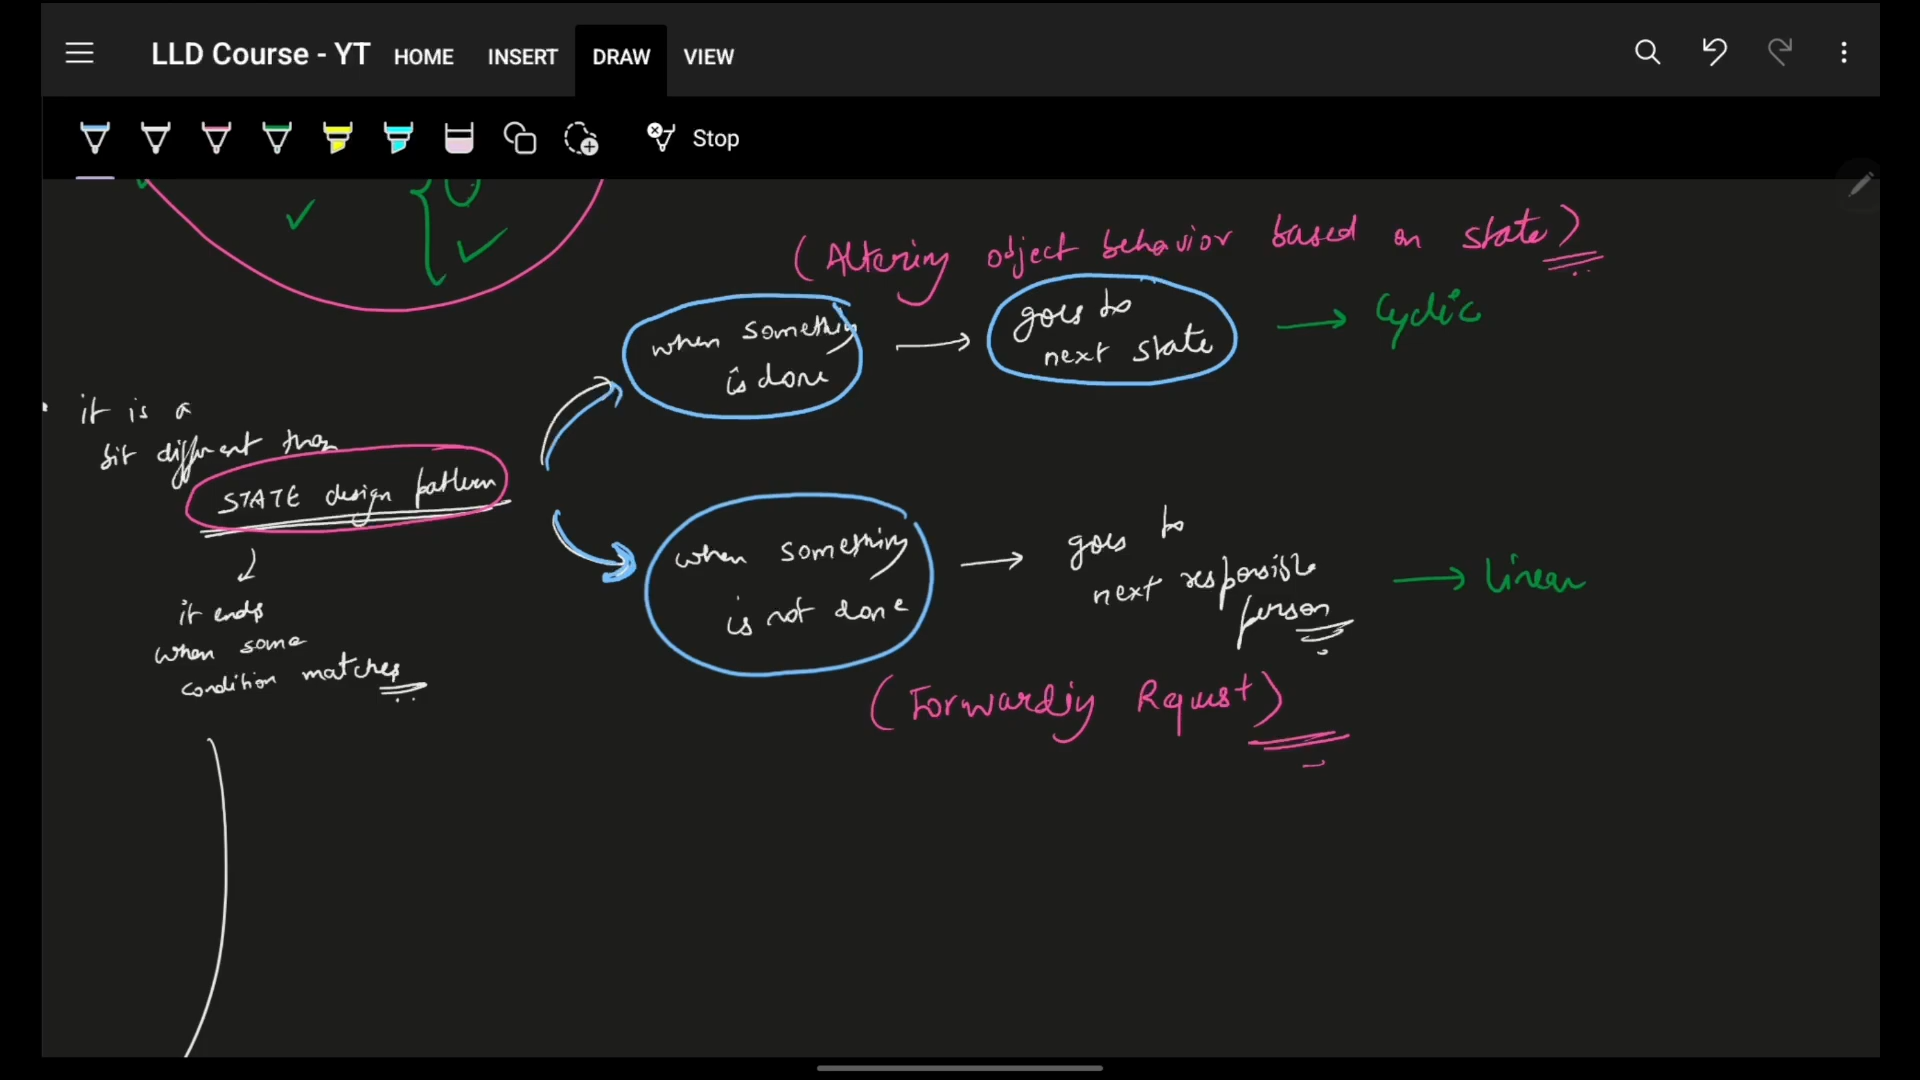 LLD Course - YT HOME INSERT DRAW VIEW
Stop
(Altering object behavior based on state)
when something
is done
goes to
next state
Cyclic
it is a
bit different than
STATE design pattern
it ends
when some
condition matches
when something
is not done
goes to
next responsible
person
linear
(Forwarding Request)